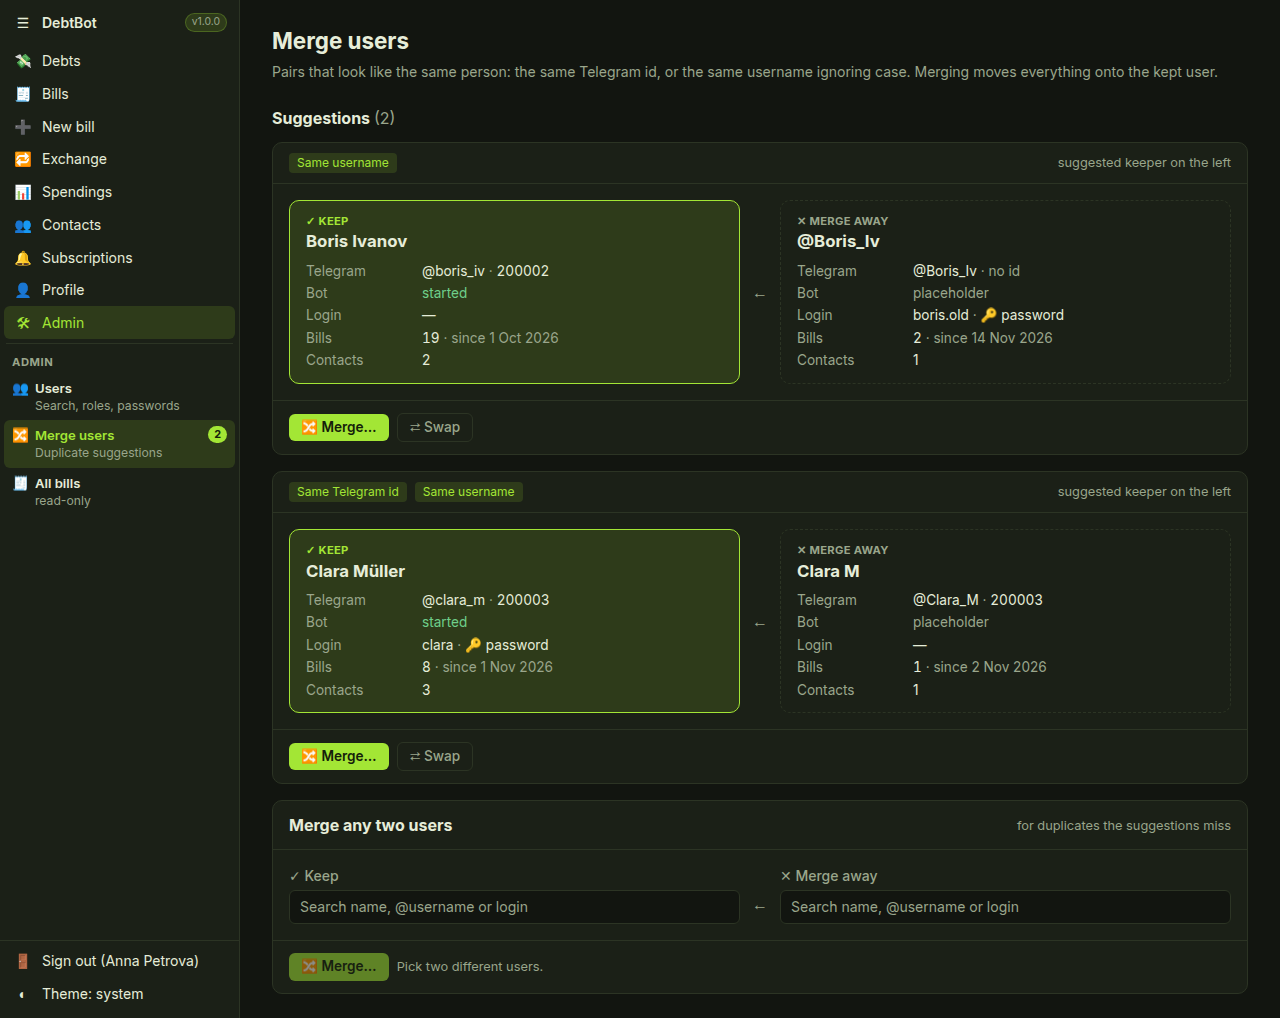 ☰ DebtBot v1.0.0
Debts
Bills
New bill
Exchange
Spendings
Contacts
Subscriptions
Profile
Admin
ADMIN
Users
Search, roles, passwords
Merge users 2
Duplicate suggestions
All bills
read-only
Sign out (Anna Petrova)
Theme: system
Merge users
Pairs that look like the same person: the same Telegram id, or the same username ignoring case. Merging moves everything onto the kept user.
Suggestions (2)
Same username suggested keeper on the left
✓ KEEP
Boris Ivanov
Telegram @boris_iv · 200002
Bot started
Login —
Bills 19 · since 1 Oct 2026
Contacts 2
←
✕ MERGE AWAY
@Boris_Iv
Telegram @Boris_Iv · no id
Bot placeholder
Login boris.old · 🔑 password
Bills 2 · since 14 Nov 2026
Contacts 1
🔀 Merge... ⇄ Swap
Same Telegram id Same username suggested keeper on the left
✓ KEEP
Clara Müller
Telegram @clara_m · 200003
Bot started
Login clara · 🔑 password
Bills 8 · since 1 Nov 2026
Contacts 3
←
✕ MERGE AWAY
Clara M
Telegram @Clara_M · 200003
Bot placeholder
Login —
Bills 1 · since 2 Nov 2026
Contacts 1
🔀 Merge... ⇄ Swap
Merge any two users for duplicates the suggestions miss
✓ Keep
Search name, @username or login
←
✕ Merge away
Search name, @username or login
🔀 Merge... Pick two different users.